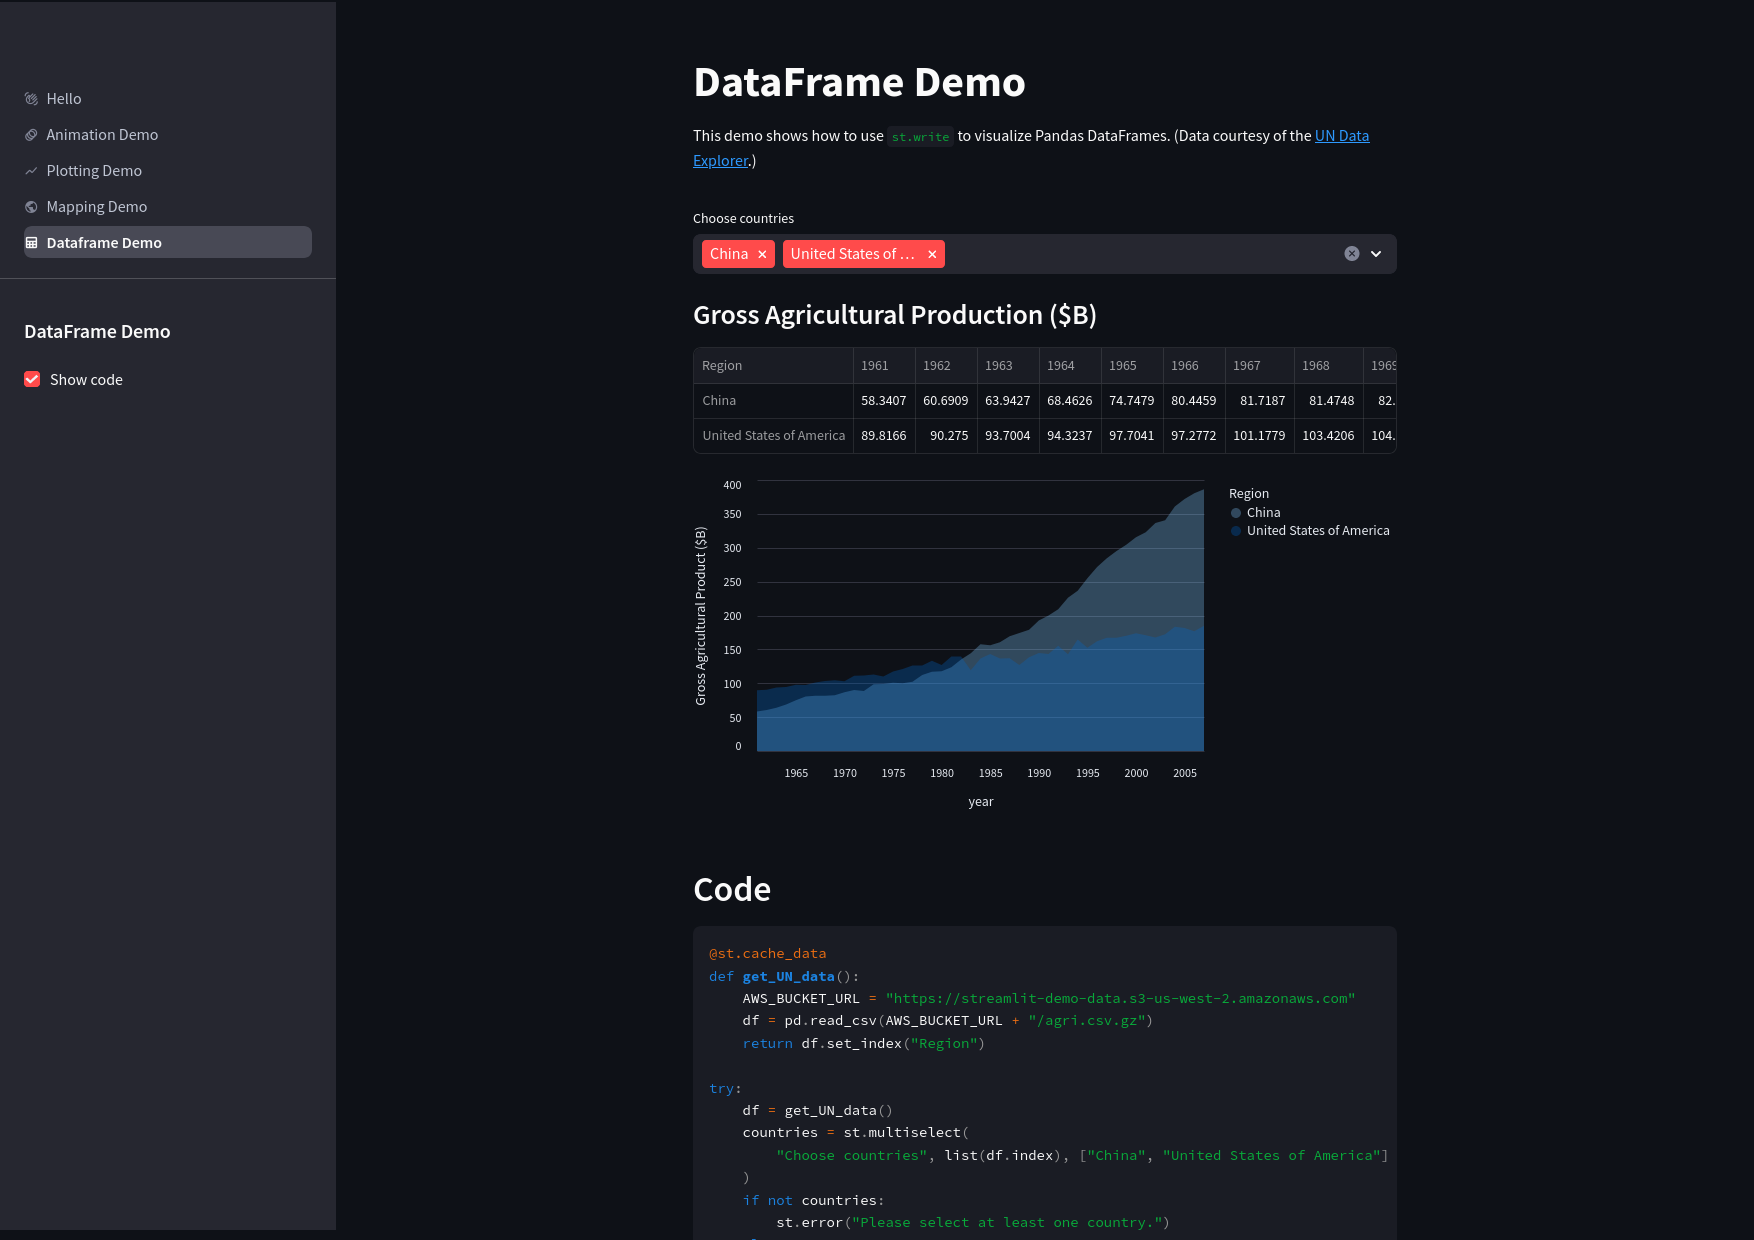 Hello
Animation Demo
Plotting Demo
Mapping Demo
Dataframe Demo
DataFrame Demo
Show code
DataFrame Demo
This demo shows how to use st.write to visualize Pandas DataFrames. (Data courtesy of the UN Data
Explorer.)
Choose countries
China
United States of ...
Gross Agricultural Production ($B)
Region 1961 1962 1963 1964 1965 1966 1967 1968 1969
China 58.3407 60.6909 63.9427 68.4626 74.7479 80.4459 81.7187 81.4748 82.
United States of America 89.8166 90.275 93.7004 94.3237 97.7041 97.2772 101.1779 103.4206 104.
Gross Agricultural Product ($B)
400
350
300
250
200
150
100
50
0
1965 1970 1975 1980 1985 1990 1995 2000 2005
year
Region
China
United States of America
Code
@st.cache_data
def get_UN_data():
    AWS_BUCKET_URL = "https://streamlit-demo-data.s3-us-west-2.amazonaws.com"
    df = pd.read_csv(AWS_BUCKET_URL + "/agri.csv.gz")
    return df.set_index("Region")
try:
    df = get_UN_data()
    countries = st.multiselect(
        "Choose countries", list(df.index), ["China", "United States of America"]
    )
    if not countries:
        st.error("Please select at least one country.")